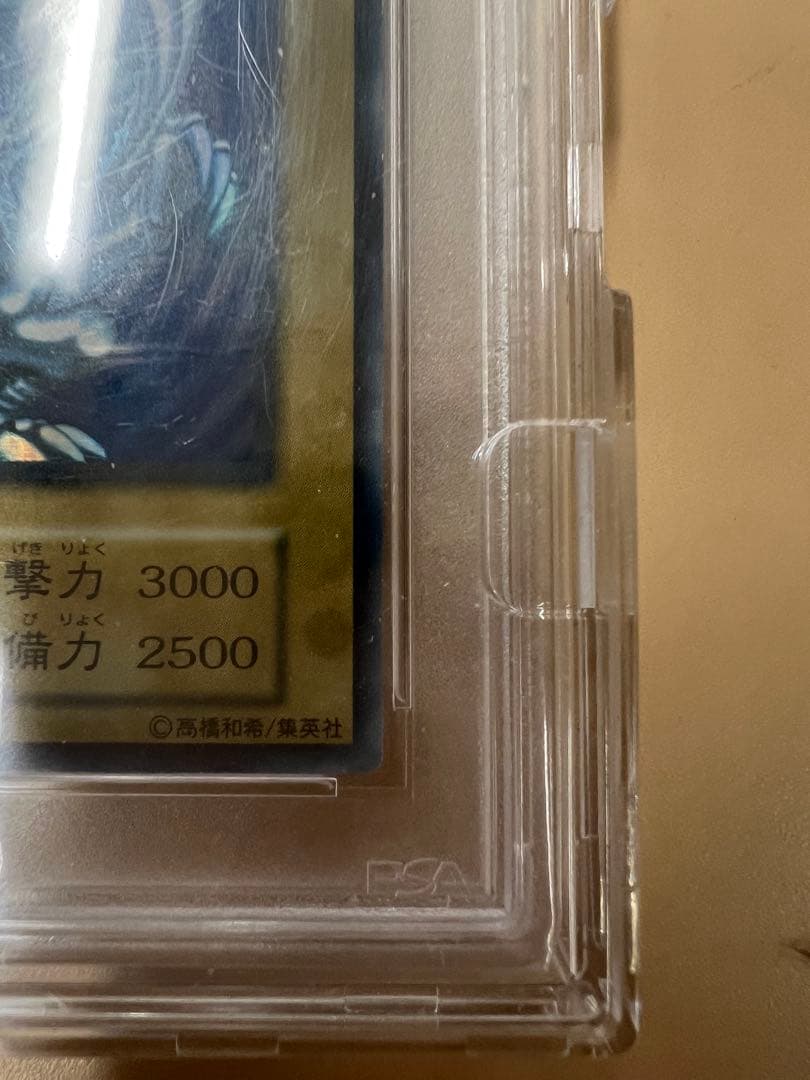 げき りょく
撃力 3000
び りょく
備力 2500
©高橋和希/集英社
PSA